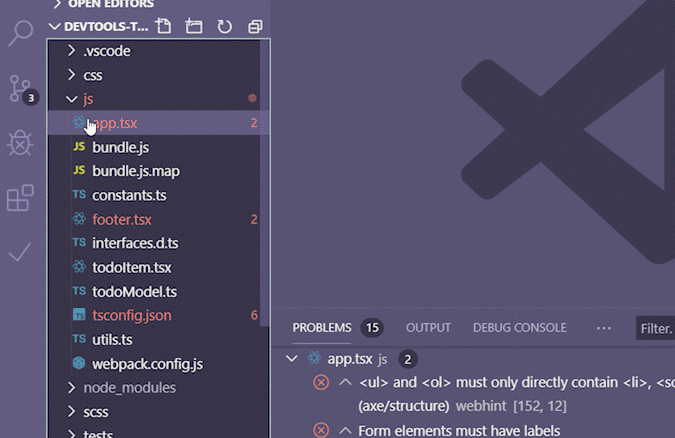 OPEN EDITORS
DEVTOOLS-T...
.vscode
css
3
js
app.tsx 2
JS bundle.js
JS bundle.js.map
TS constants.ts
footer.tsx 2
TS interfaces.d.ts
todoItem.tsx
TS todoModel.ts
TS tsconfig.json 6
TS utils.ts
webpack.config.js
node_modules
scss
tests
PROBLEMS 15 OUTPUT DEBUG CONSOLE ... Filter.
app.tsx js 2
<ul> and <ol> must only directly contain <li>, <sc
(axe/structure) webhint [152, 12]
Form elements must have labels